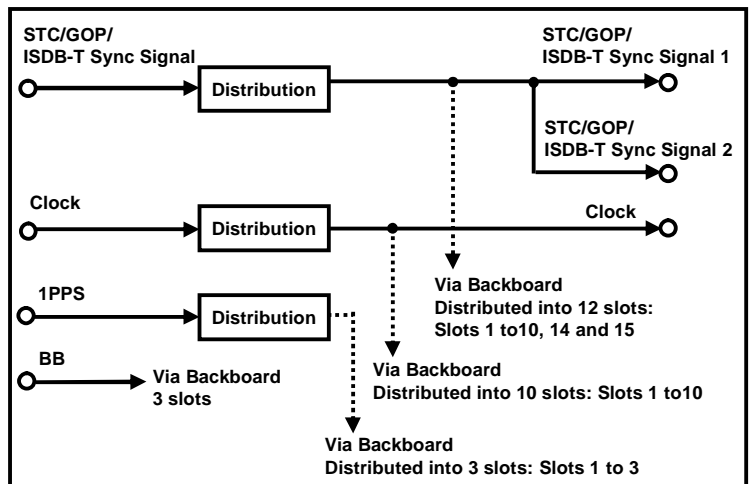 STC/GOP/
ISDB-T Sync Signal
Distribution
STC/GOP/
ISDB-T Sync Signal 1
STC/GOP/
ISDB-T Sync Signal 2
Clock
Distribution
Clock
1PPS
Distribution
Via Backboard
Distributed into 12 slots:
Slots 1 to10, 14 and 15
BB
Via Backboard
3 slots
Via Backboard
Distributed into 10 slots: Slots 1 to10
Via Backboard
Distributed into 3 slots: Slots 1 to 3